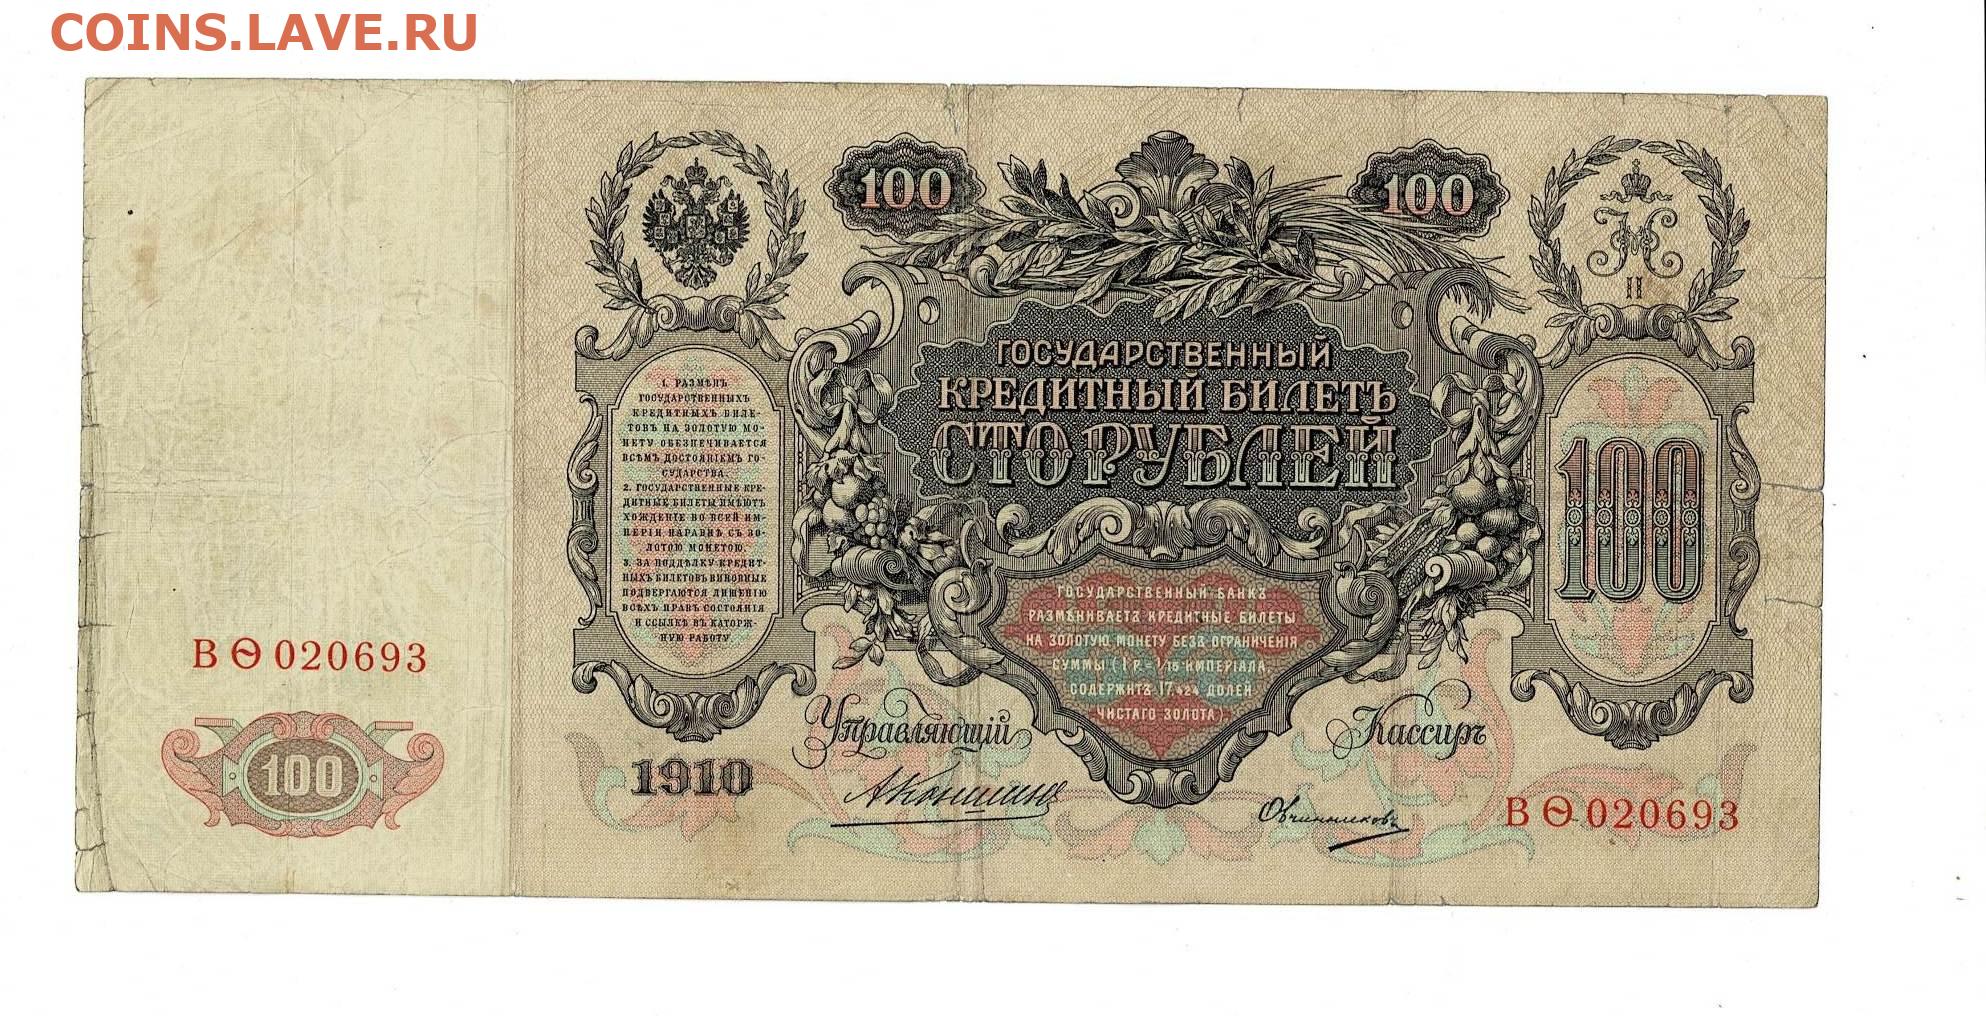 COINS.LAVE.RU
100
100
Н
II
ГОСУДАРСТВЕННЫЙ
КРЕДИТНЫЙ БИЛЕТЪ
СТО РУБЛЕЙ
1. РАЗМѢНЪ
ГОСУДАРСТВЕННЫХЪ
КРЕДИТНЫХЪ БИЛЕ-
ТОВЪ НА ЗОЛОТУЮ МО-
НЕТУ ОБЕЗПЕЧИВАЕТСЯ
ВСѢМЪ ДОСТОЯНІЕМЪ ГО-
СУДАРСТВА.
2. ГОСУДАРСТВЕННЫЕ КРЕ-
ДИТНЫЕ БИЛЕТЫ ИМѢЮТЪ
ХОЖДЕНІЕ ВО ВСЕЙ ИМ-
ПЕРІИ НАРАВНѢ СЪ ЗО-
ЛОТОЮ МОНЕТОЮ.
3. ЗА ПОДДѢЛКУ КРЕДИТ-
НЫХЪ БИЛЕТОВЪ ВИНОВНЫЕ
ПОДВЕРГАЮТСЯ ЛИШЕНІЮ
ВСѢХЪ ПРАВЪ СОСТОЯНІЯ
И ССЫЛКѢ ВЪ КАТОРЖ-
НУЮ РАБОТУ.
100
ГОСУДАРСТВЕННЫЙ БАНКЪ
РАЗМѢНИВАЕТЪ КРЕДИТНЫЕ БИЛЕТЫ
НА ЗОЛОТУЮ МОНЕТУ БЕЗЪ ОГРАНИЧЕНІЯ
СУММЫ (1 Р.= 1/15 ИМПЕРІАЛА,
СОДЕРЖИТЪ 17,424 ДОЛЕЙ
ЧИСТАГО ЗОЛОТА).
ВѲ 020693
100
Управляющій
Кассиръ
1910
АКоншинъ
Овчинниковъ
ВѲ 020693